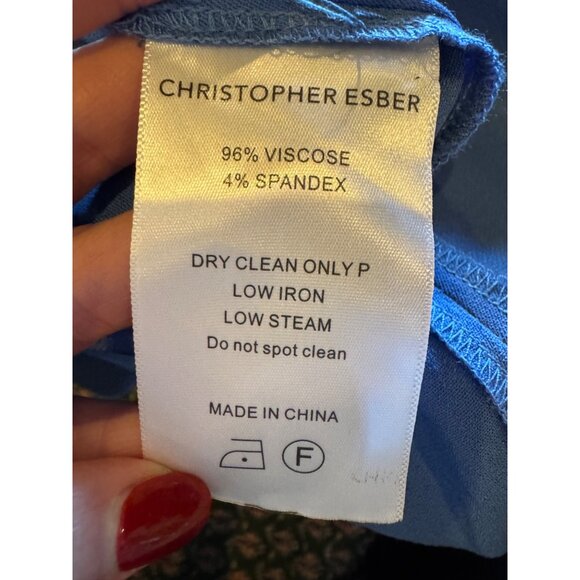 CHRISTOPHER ESBER
96% VISCOSE
4% SPANDEX
DRY CLEAN ONLY P
LOW IRON
LOW STEAM
Do not spot clean
MADE IN CHINA
F